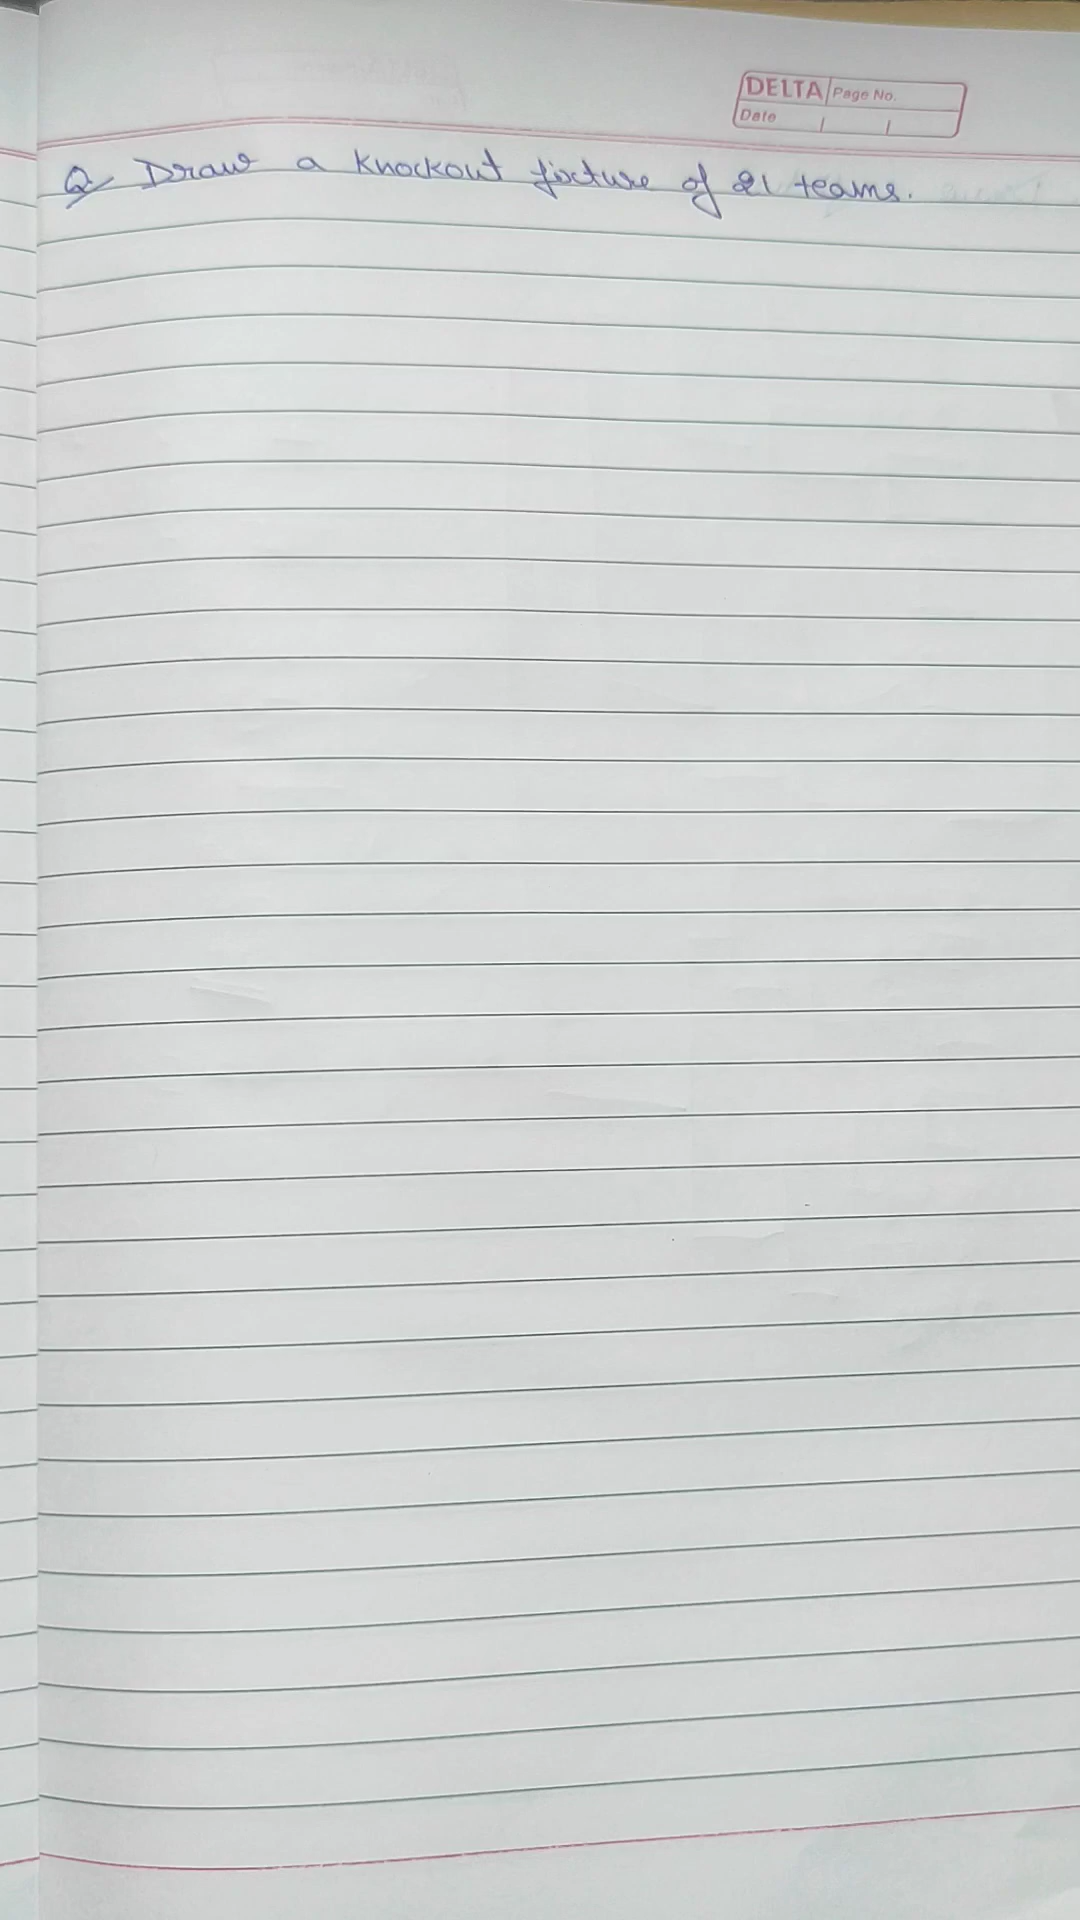 DELTA Page No.
Date
Q Draw a knockout fixture of 21 teams.